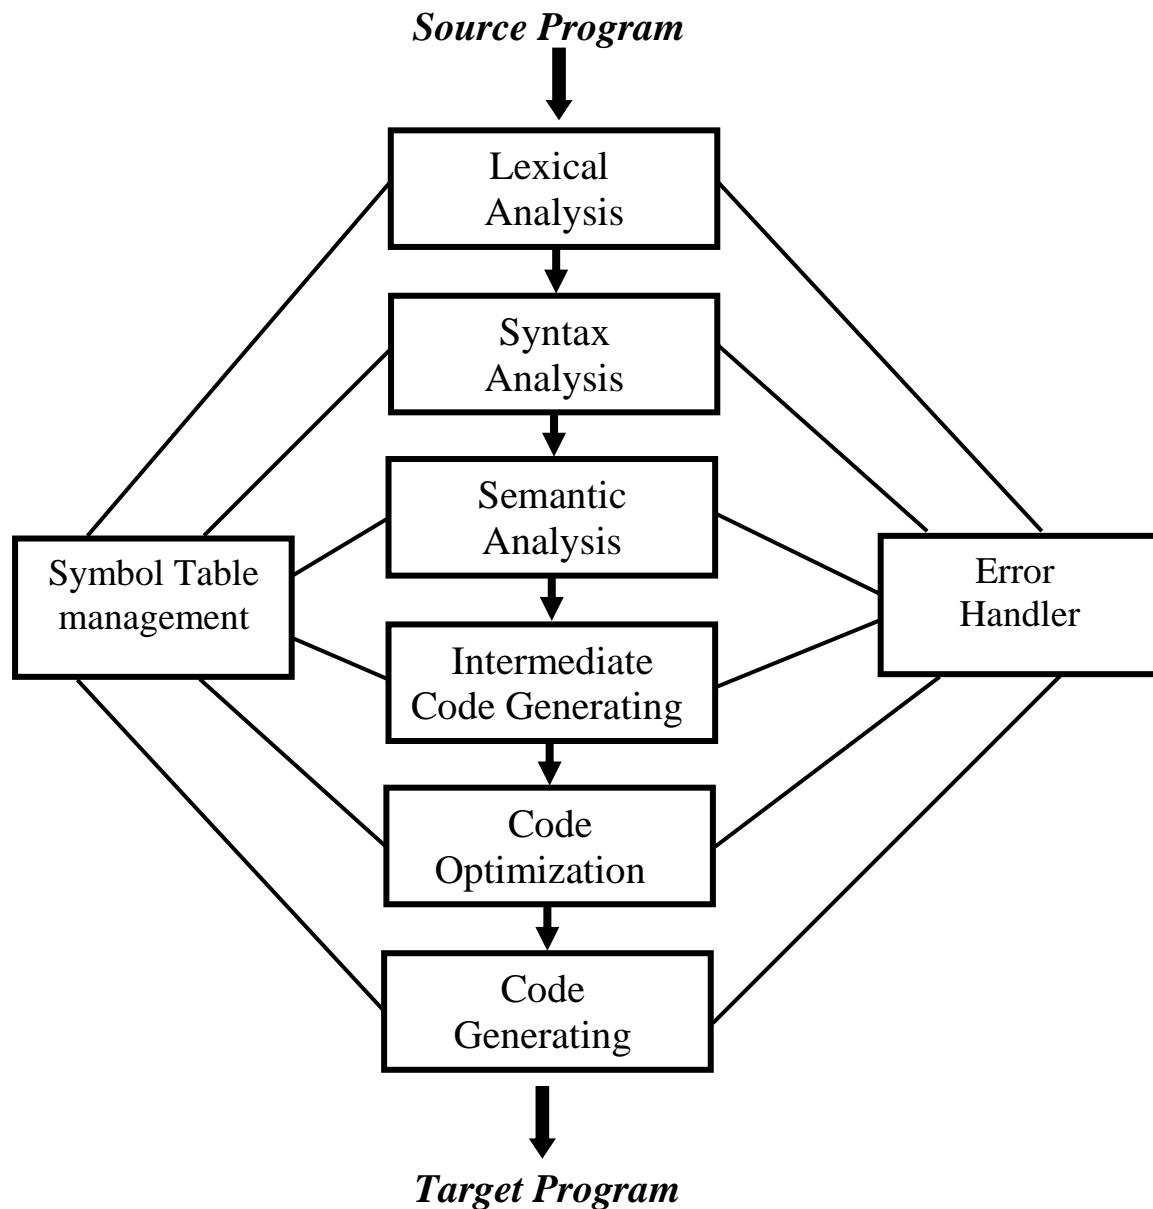 Source Program
Lexical
Analysis
Syntax
Analysis
Semantic
Analysis
Symbol Table
management
Error
Handler
Intermediate
Code Generating
Code
Optimization
Code
Generating
Target Program